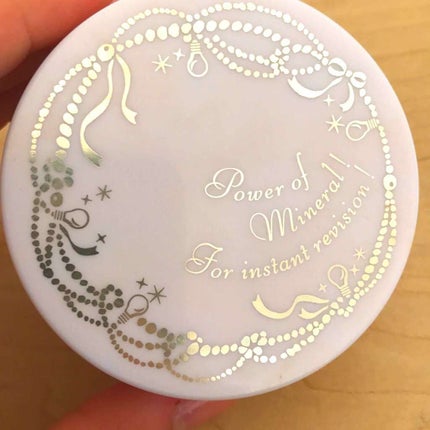 Power of
Mineral!
For instant revision!